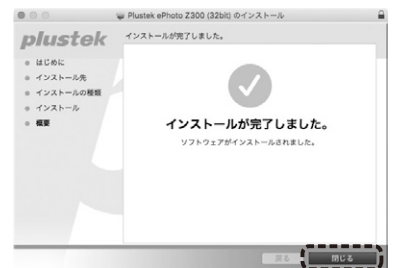 Plustek ePhoto Z300 (32bit) のインストール
plustek
インストールが完了しました。
はじめに
インストール先
インストールの種類
インストール
概要
インストールが完了しました。
ソフトウェアがインストールされました。
戻る
閉じる